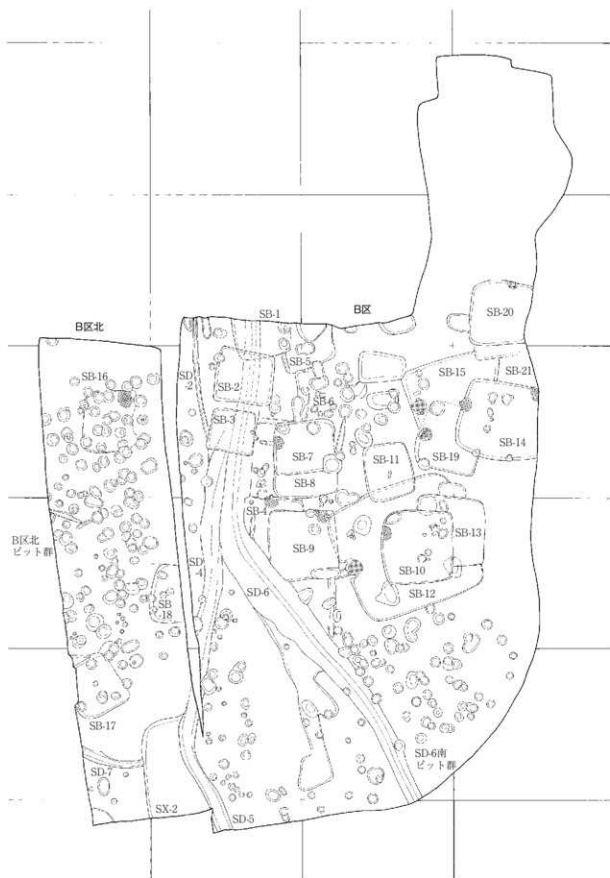 SB-1
B区
SB-20
B区北
SB-5
SD
-2
SB-2
SB-15
SB-21
SB-16
SB-6
SB-3
SB-14
SB-7
SB-11
SB-19
SB-8
SB-4
B区北
ピット群
SB-9
SB-13
SD
-4
SD-6
SB-10
SB-12
SB
-18
SB-17
SD-6南
ピット群
SD-7
SX-2
SD-5